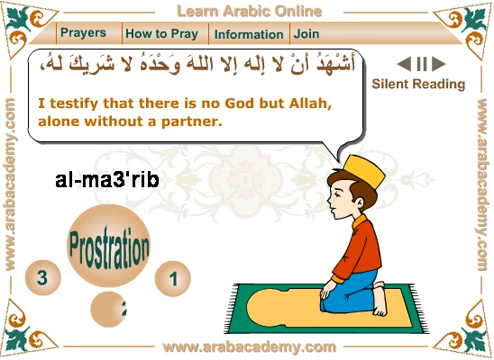 Learn Arabic Online
Prayers
How to Pray
Information
Join
أَشْهَدُ أَنْ لا إله إلا اللهَ وَحْدَهُ لا شَرِيكَ لَهُ،
I testify that there is no God but Allah,
alone without a partner.
Silent Reading
al-ma3'rib
Prostration
3
1
www.arabacademy.com
www.arabacademy.com
www.arabacademy.com